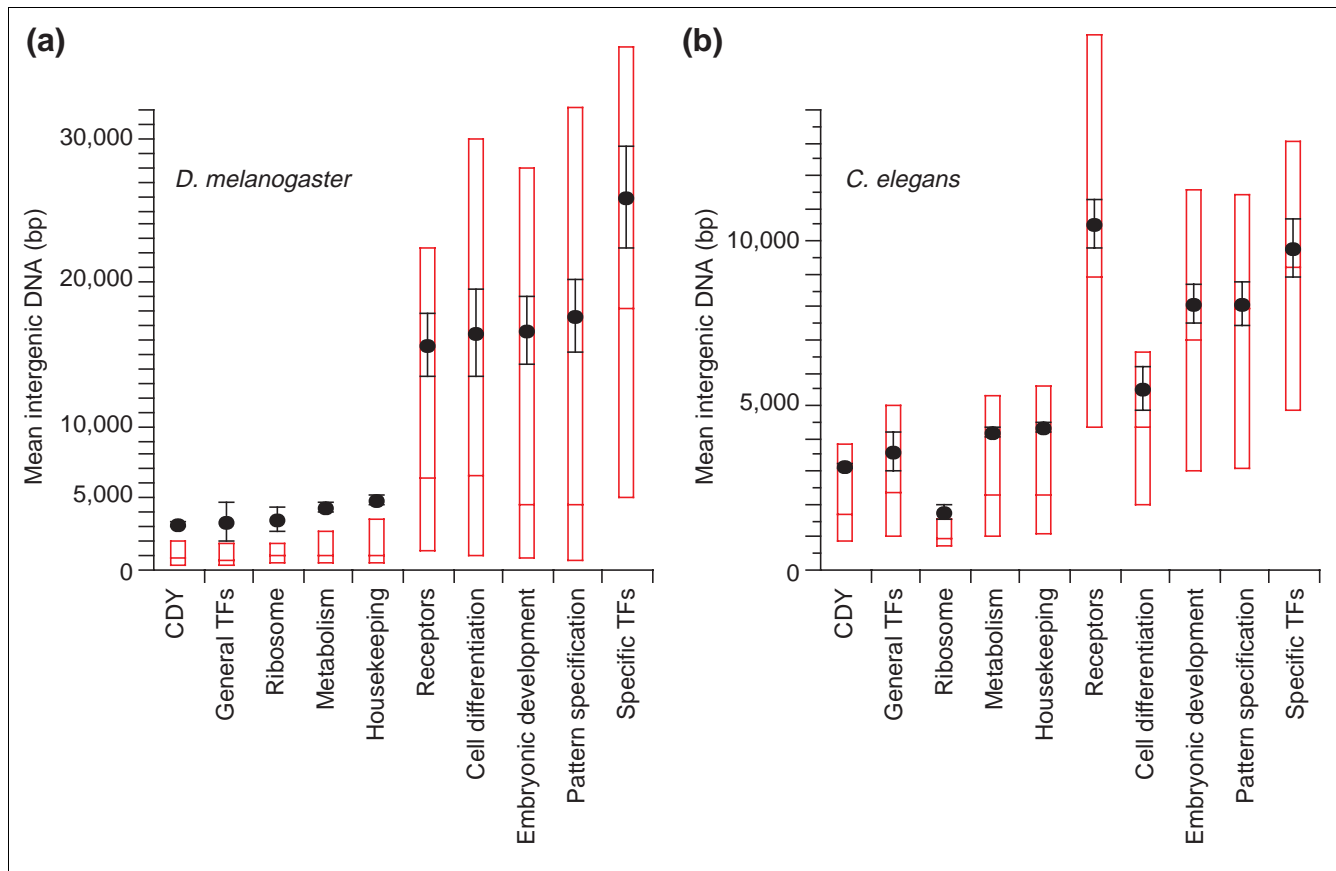 (a)
Mean intergenic DNA (bp)
30,000
20,000
10,000
5,000
0
D. melanogaster
CDY
General TFs
Ribosome
Metabolism
Housekeeping
Receptors
Cell differentiation
Embryonic development
Pattern specification
Specific TFs
(b)
Mean intergenic DNA (bp)
10,000
5,000
0
C. elegans
CDY
General TFs
Ribosome
Metabolism
Housekeeping
Receptors
Cell differentiation
Embryonic development
Pattern specification
Specific TFs